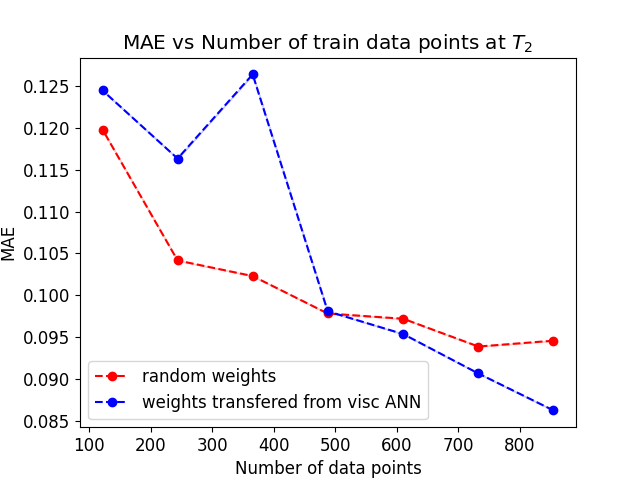 MAE vs Number of train data points at T₂
MAE
0.125
0.120
0.115
0.110
0.105
0.100
0.095
0.090
0.085
random weights
weights transfered from visc ANN
100 200 300 400 500 600 700 800
Number of data points